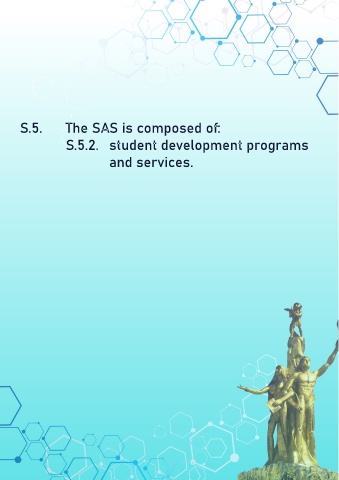 S.5. The SAS is composed of:
S.5.2. student development programs
and services.